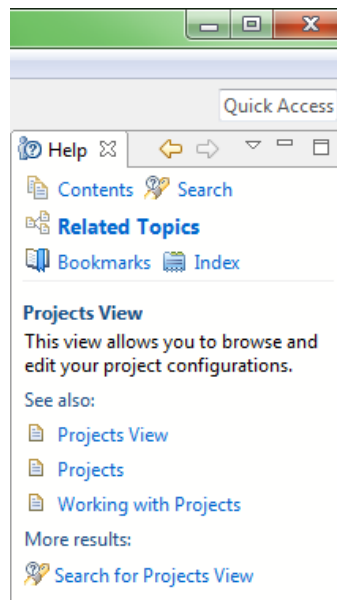 Quick Access
Help
Contents Search
Related Topics
Bookmarks Index
Projects View
This view allows you to browse and
edit your project configurations.
See also:
Projects View
Projects
Working with Projects
More results:
Search for Projects View